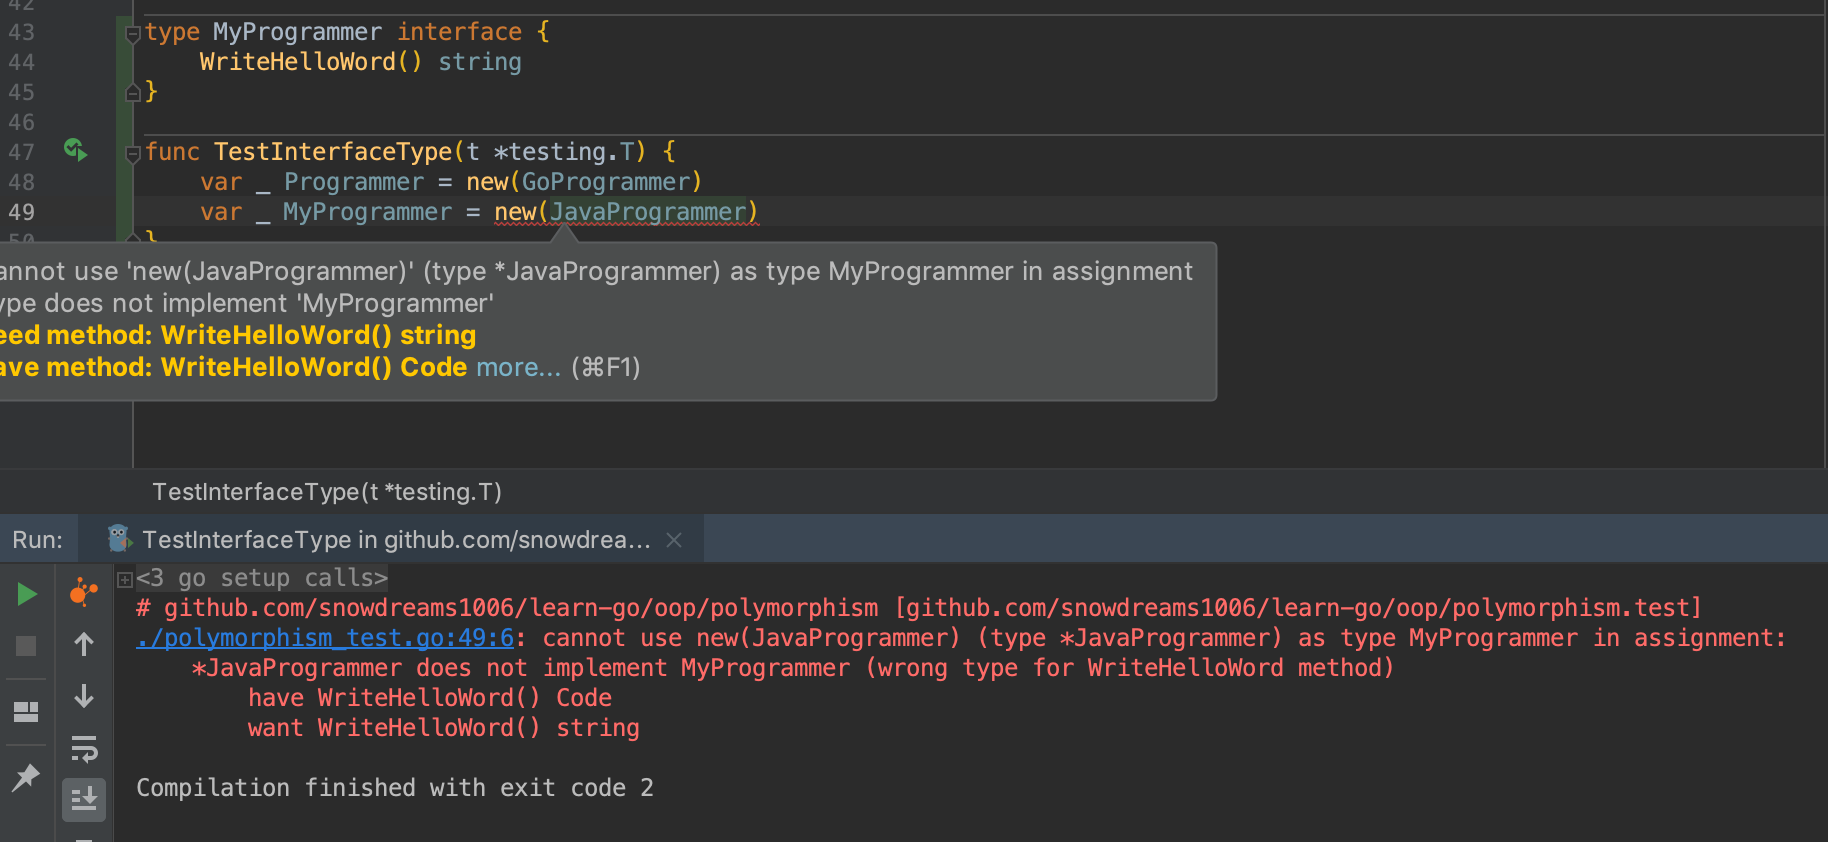 42
43 type MyProgrammer interface {
44 WriteHelloWord() string
45 }
46
47 func TestInterfaceType(t *testing.T) {
48 var _ Programmer = new(GoProgrammer)
49 var _ MyProgrammer = new(JavaProgrammer)
50 }
annot use 'new(JavaProgrammer)' (type *JavaProgrammer) as type MyProgrammer in assignment
ype does not implement 'MyProgrammer'
eed method: WriteHelloWord() string
ave method: WriteHelloWord() Code more... (⌘F1)
TestInterfaceType(t *testing.T)
Run: TestInterfaceType in github.com/snowdrea...
<3 go setup calls>
# github.com/snowdreams1006/learn-go/oop/polymorphism [github.com/snowdreams1006/learn-go/oop/polymorphism.test]
./polymorphism_test.go:49:6: cannot use new(JavaProgrammer) (type *JavaProgrammer) as type MyProgrammer in assignment:
*JavaProgrammer does not implement MyProgrammer (wrong type for WriteHelloWord method)
have WriteHelloWord() Code
want WriteHelloWord() string
Compilation finished with exit code 2